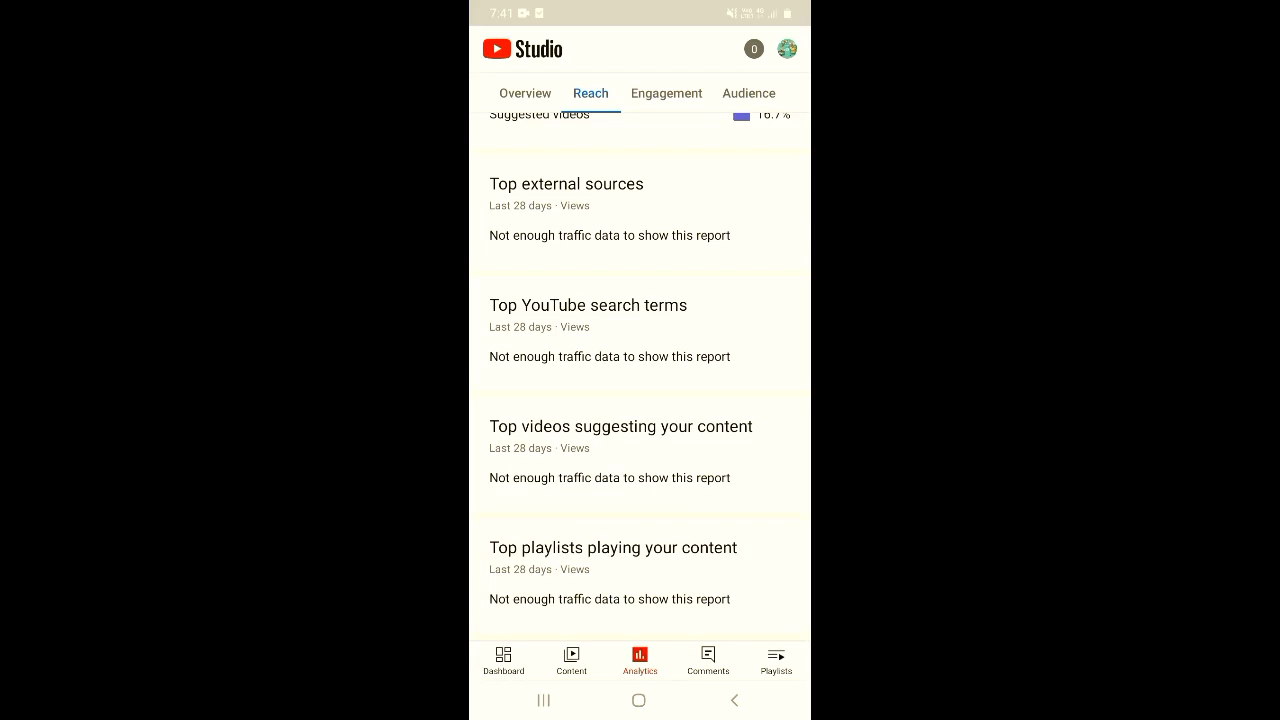 7:41
Studio
0
Overview Reach Engagement Audience
Suggested videos 16.7%
Top external sources
Last 28 days · Views
Not enough traffic data to show this report
Top YouTube search terms
Last 28 days · Views
Not enough traffic data to show this report
Top videos suggesting your content
Last 28 days · Views
Not enough traffic data to show this report
Top playlists playing your content
Last 28 days · Views
Not enough traffic data to show this report
Dashboard Content Analytics Comments Playlists